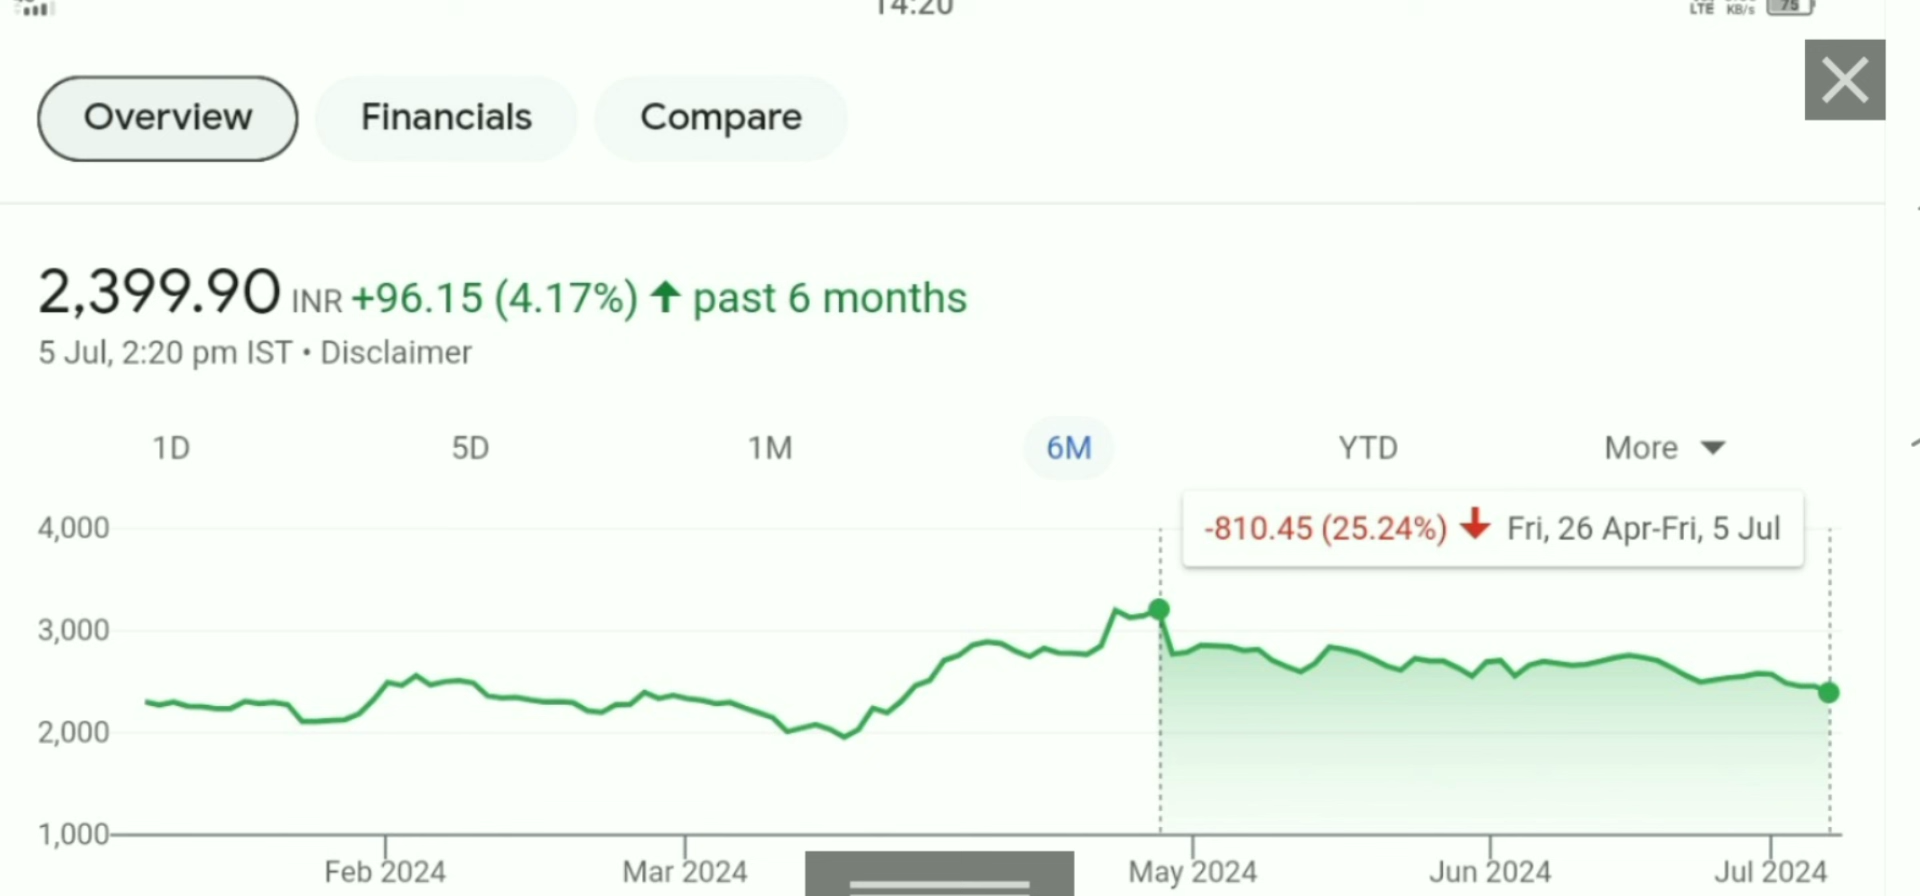 14:20
LTE KB/s 75
Overview Financials Compare
2,399.90 INR +96.15 (4.17%) ↑ past 6 months
5 Jul, 2:20 pm IST • Disclaimer
1D 5D 1M 6M YTD More
-810.45 (25.24%) ↓ Fri, 26 Apr-Fri, 5 Jul
4,000
3,000
2,000
1,000
Feb 2024 Mar 2024 May 2024 Jun 2024 Jul 2024